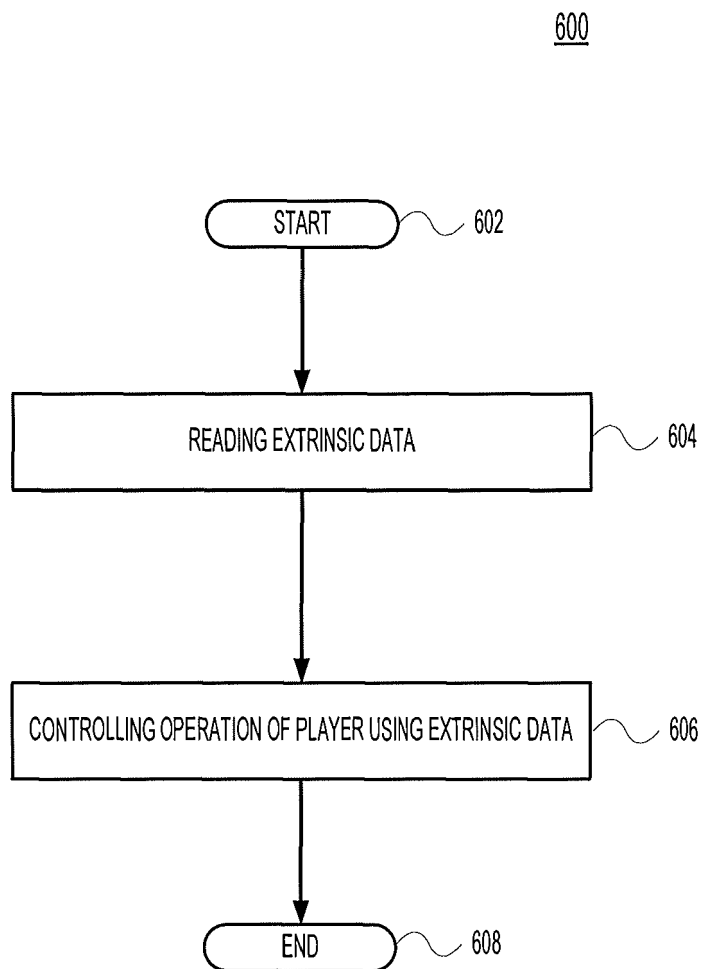 600
START
602
READING EXTRINSIC DATA
604
CONTROLLING OPERATION OF PLAYER USING EXTRINSIC DATA
606
END
608